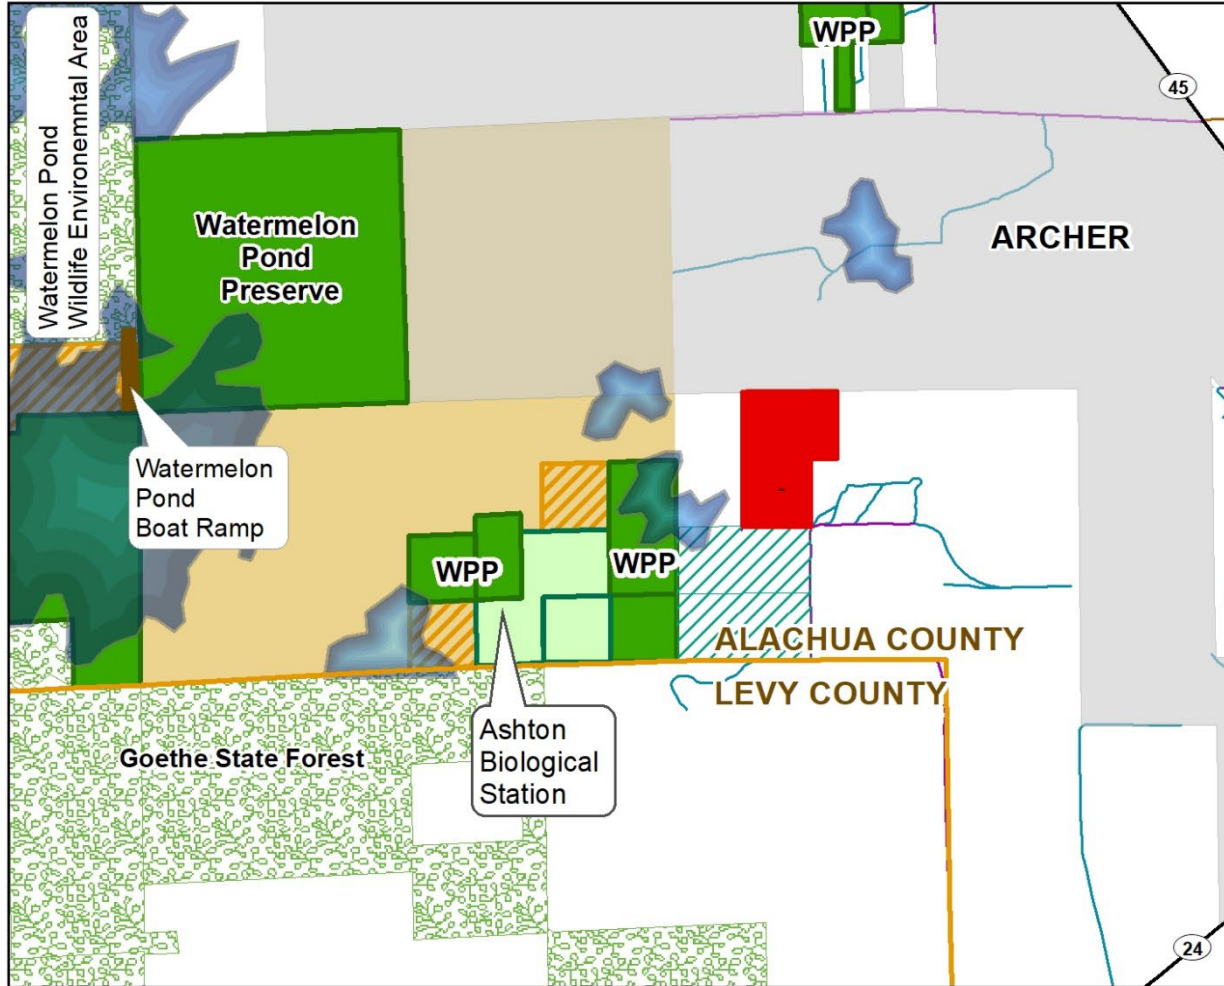 Watermelon Pond
Wildlife Environemntal Area
WPP
45
Watermelon
Pond
Preserve
ARCHER
Watermelon
Pond
Boat Ramp
WPP
WPP
ALACHUA COUNTY
LEVY COUNTY
Ashton
Biological
Station
Goethe State Forest
24